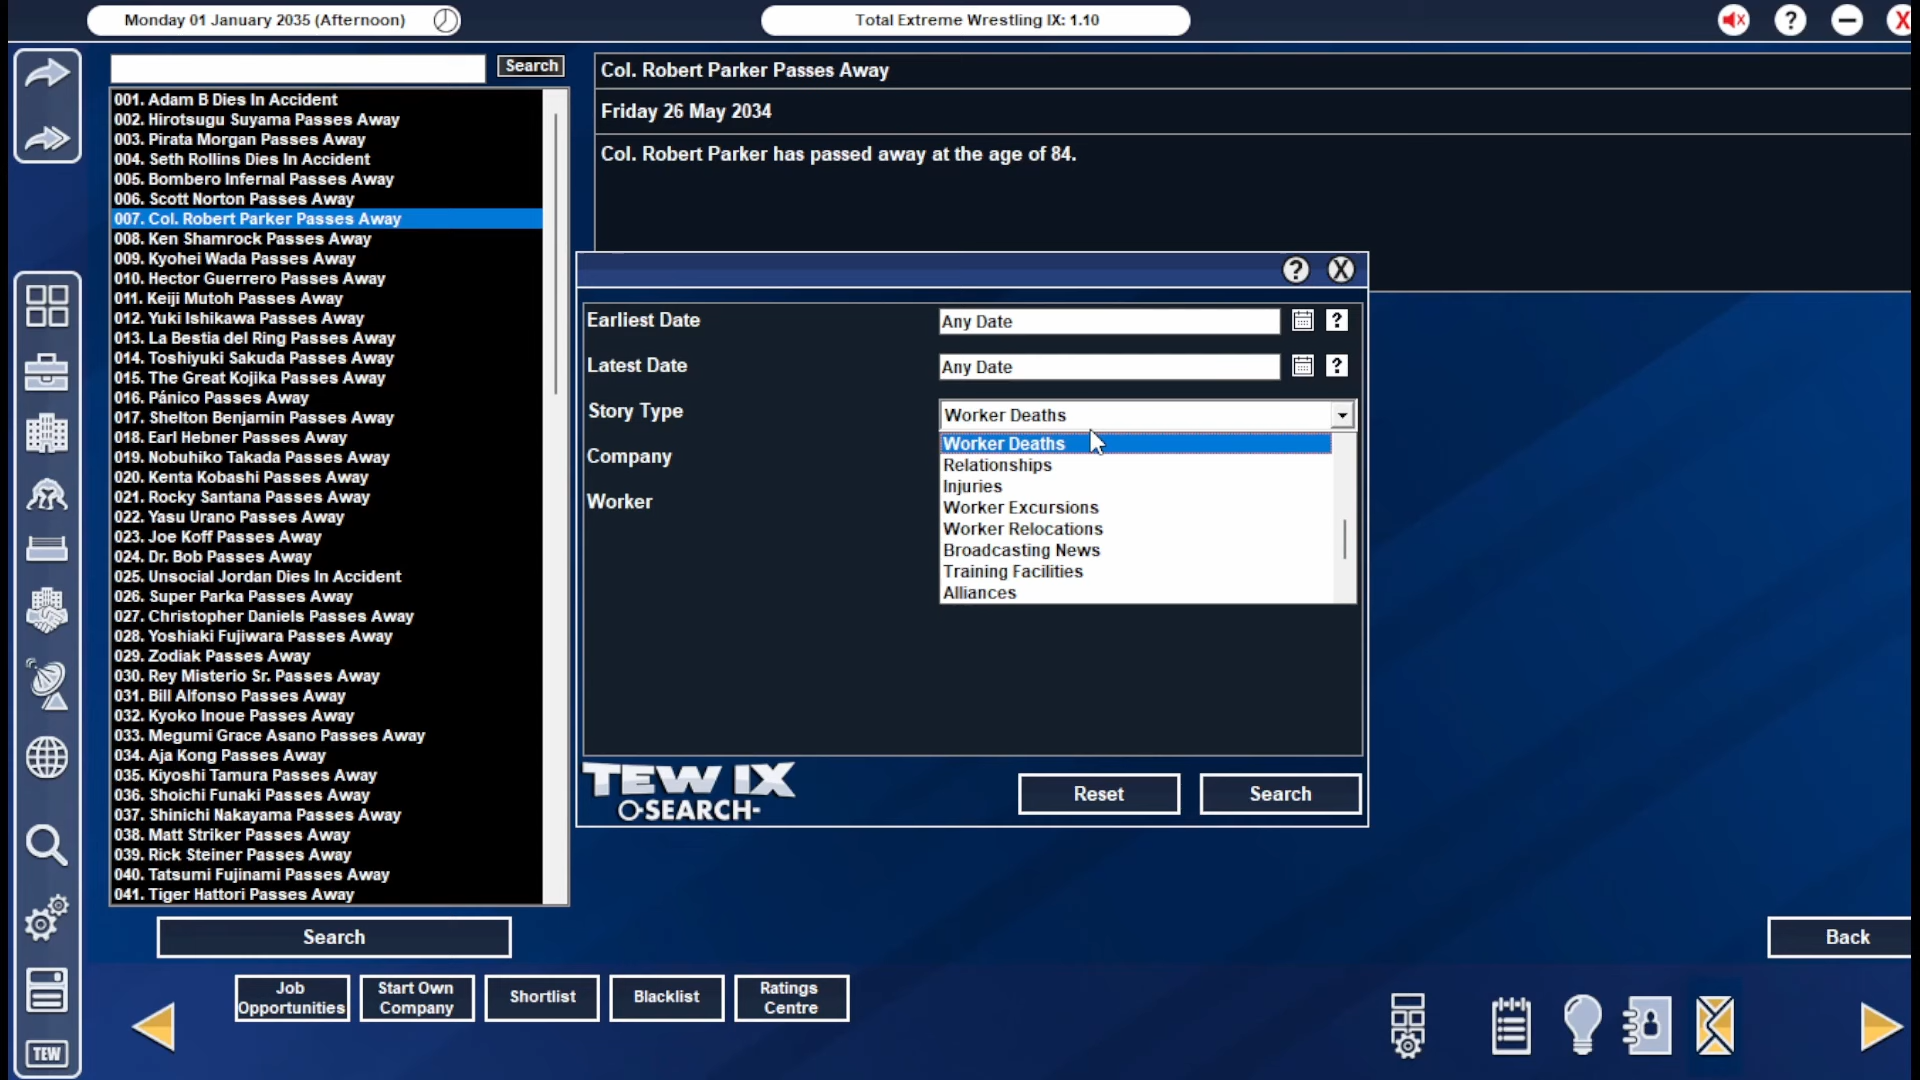 Monday 01 January 2035 (Afternoon)
Total Extreme Wrestling IX: 1.10
?
X
Search
001. Adam B Dies In Accident
002. Hirotsugu Suyama Passes Away
003. Pirata Morgan Passes Away
004. Seth Rollins Dies In Accident
005. Bombero Infernal Passes Away
006. Scott Norton Passes Away
007. Col. Robert Parker Passes Away
008. Ken Shamrock Passes Away
009. Kyohei Wada Passes Away
010. Hector Guerrero Passes Away
011. Keiji Mutoh Passes Away
012. Yuki Ishikawa Passes Away
013. La Bestia del Ring Passes Away
014. Toshiyuki Sakuda Passes Away
015. The Great Kojika Passes Away
016. Pánico Passes Away
017. Shelton Benjamin Passes Away
018. Earl Hebner Passes Away
019. Nobuhiko Takada Passes Away
020. Kenta Kobashi Passes Away
021. Rocky Santana Passes Away
022. Yasu Urano Passes Away
023. Joe Koff Passes Away
024. Dr. Bob Passes Away
025. Unsocial Jordan Dies In Accident
026. Super Parka Passes Away
027. Christopher Daniels Passes Away
028. Yoshiaki Fujiwara Passes Away
029. Zodiak Passes Away
030. Rey Misterio Sr. Passes Away
031. Bill Alfonso Passes Away
032. Kyoko Inoue Passes Away
033. Megumi Grace Asano Passes Away
034. Aja Kong Passes Away
035. Kiyoshi Tamura Passes Away
036. Shoichi Funaki Passes Away
037. Shinichi Nakayama Passes Away
038. Matt Striker Passes Away
039. Rick Steiner Passes Away
040. Tatsumi Fujinami Passes Away
041. Tiger Hattori Passes Away
Search
Col. Robert Parker Passes Away
Friday 26 May 2034
Col. Robert Parker has passed away at the age of 84.
? X
Earliest Date
Any Date
?
Latest Date
Any Date
?
Story Type
Worker Deaths
Company
Worker
Worker Deaths
Relationships
Injuries
Worker Excursions
Worker Relocations
Broadcasting News
Training Facilities
Alliances
TEW IX
SEARCH-
Reset
Search
Back
Job Opportunities
Start Own Company
Shortlist
Blacklist
Ratings Centre
TEW